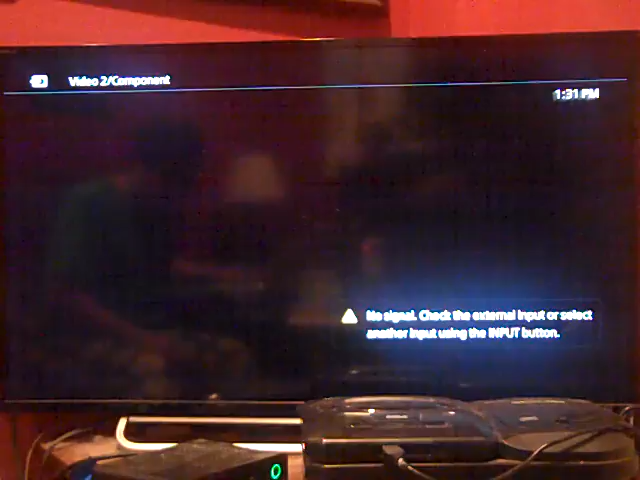 Video 2/Component
1:31 PM
No signal. Check the external input or select
another input using the INPUT button.